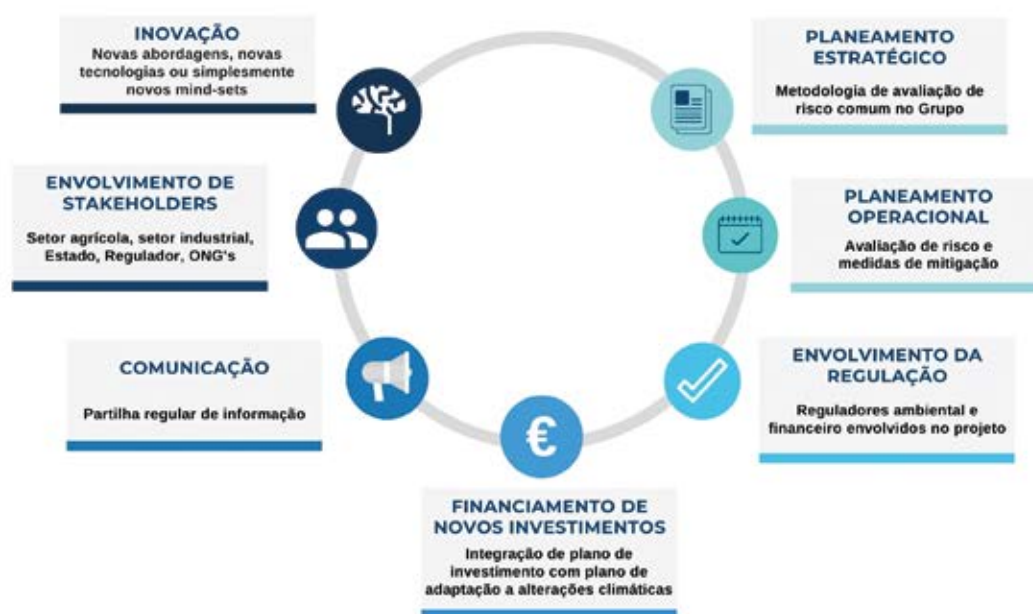 INOVAÇÃO
Novas abordagens, novas
tecnologias ou simplesmente
novos mind-sets
PLANEAMENTO
ESTRATÉGICO
Metodologia de avaliação de
risco comum no Grupo
ENVOLVIMENTO DE
STAKEHOLDERS
Setor agrícola, setor industrial,
Estado, Regulador, ONG's
PLANEAMENTO
OPERACIONAL
Avaliação de risco e
medidas de mitigação
COMUNICAÇÃO
Partilha regular de informação
ENVOLVIMENTO DA
REGULAÇÃO
Reguladores ambiental e
financeiro envolvidos no projeto
€
FINANCIAMENTO DE
NOVOS INVESTIMENTOS
Integração de plano de
investimento com plano de
adaptação a alterações climáticas